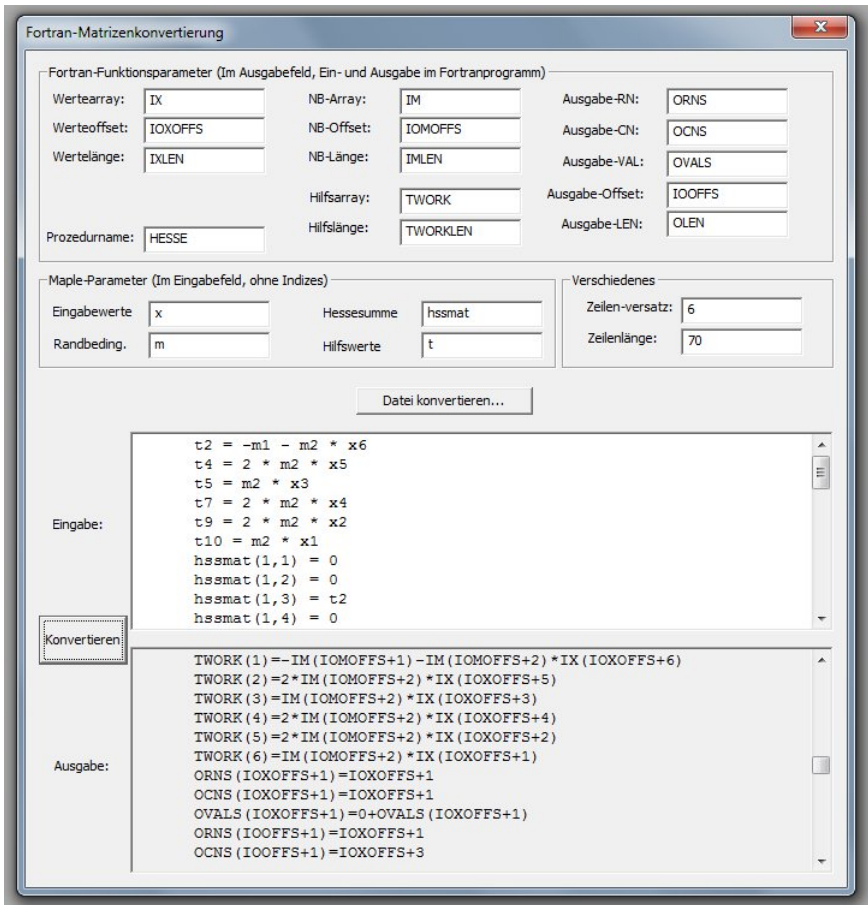 Fortran-Matrizenkonvertierung
Fortran-Funktionsparameter (Im Ausgabefeld, Ein- und Ausgabe im Fortranprogramm)
Wertearray: IX NB-Array: IM Ausgabe-RN: ORNS
Werteoffset: IOXOFFS NB-Offset: IOMOFFS Ausgabe-CN: OCNS
Wertelänge: IXLEN NB-Länge: IMLEN Ausgabe-VAL: OVALS
Hilfsarray: TWORK Ausgabe-Offset: IOOFFS
Prozedurname: HESSE Hilfslänge: TWORKLEN Ausgabe-LEN: OLEN
Maple-Parameter (Im Eingabefeld, ohne Indizes) Verschiedenes
Eingabewerte x Hessesumme hssmat Zeilen-versatz: 6
Randbeding. m Hilfswerte t Zeilenlänge: 70
Datei konvertieren...
Eingabe:
t2 = -m1 - m2 * x6
t4 = 2 * m2 * x5
t5 = m2 * x3
t7 = 2 * m2 * x4
t9 = 2 * m2 * x2
t10 = m2 * x1
hssmat(1,1) = 0
hssmat(1,2) = 0
hssmat(1,3) = t2
hssmat(1,4) = 0
Konvertieren
Ausgabe:
TWORK(1)=-IM(IOMOFFS+1)-IM(IOMOFFS+2)*IX(IOXOFFS+6)
TWORK(2)=2*IM(IOMOFFS+2)*IX(IOXOFFS+5)
TWORK(3)=IM(IOMOFFS+2)*IX(IOXOFFS+3)
TWORK(4)=2*IM(IOMOFFS+2)*IX(IOXOFFS+4)
TWORK(5)=2*IM(IOMOFFS+2)*IX(IOXOFFS+2)
TWORK(6)=IM(IOMOFFS+2)*IX(IOXOFFS+1)
ORNS(IOXOFFS+1)=IOXOFFS+1
OCNS(IOXOFFS+1)=IOXOFFS+1
OVALS(IOXOFFS+1)=0+OVALS(IOXOFFS+1)
ORNS(IOOFFS+1)=IOXOFFS+1
OCNS(IOOFFS+1)=IOXOFFS+3